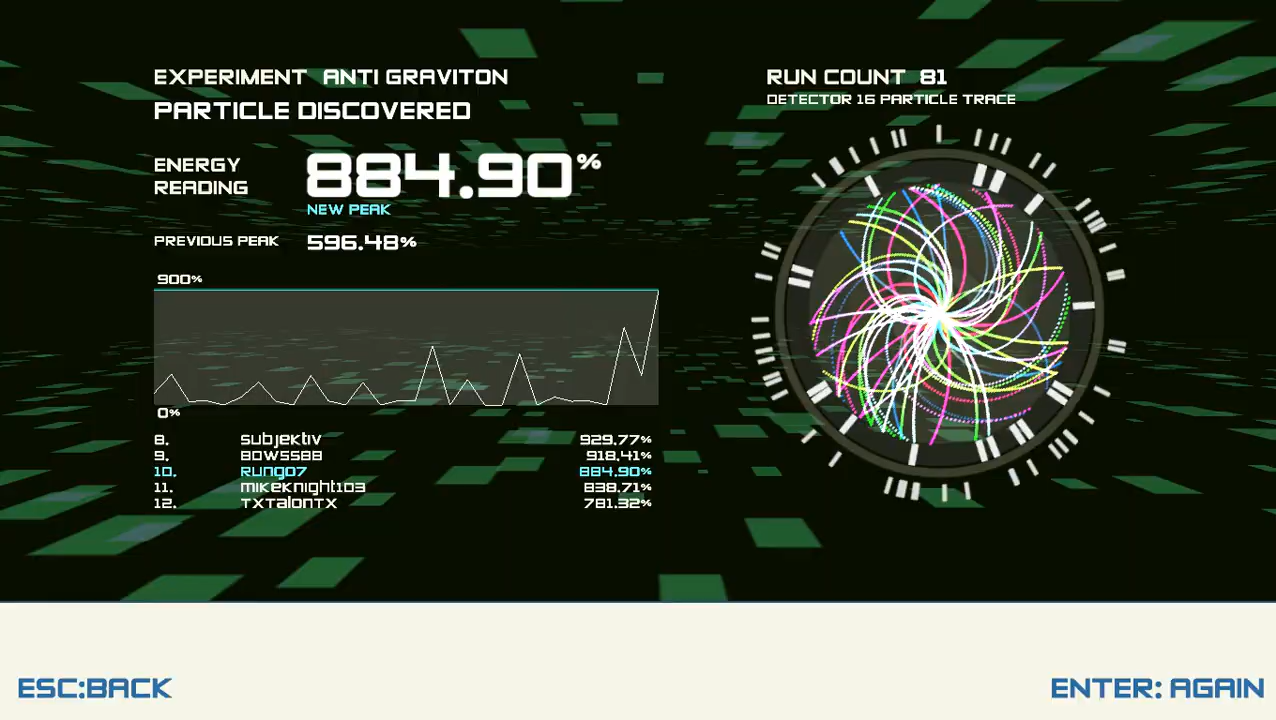 EXPERIMENT ANTI GRAVITON
PARTICLE DISCOVERED
ENERGY
READING
884.90%
NEW PEAK
PREVIOUS PEAK 596.48%
900%
0%
8. subjektiv 929.77%
9. BOWSSBB 918.41%
10. Rung07 884.90%
11. mikeknight103 838.71%
12. TXTalonTX 781.32%
RUN COUNT 81
DETECTOR 16 PARTICLE TRACE
ESC:BACK
ENTER: AGAIN